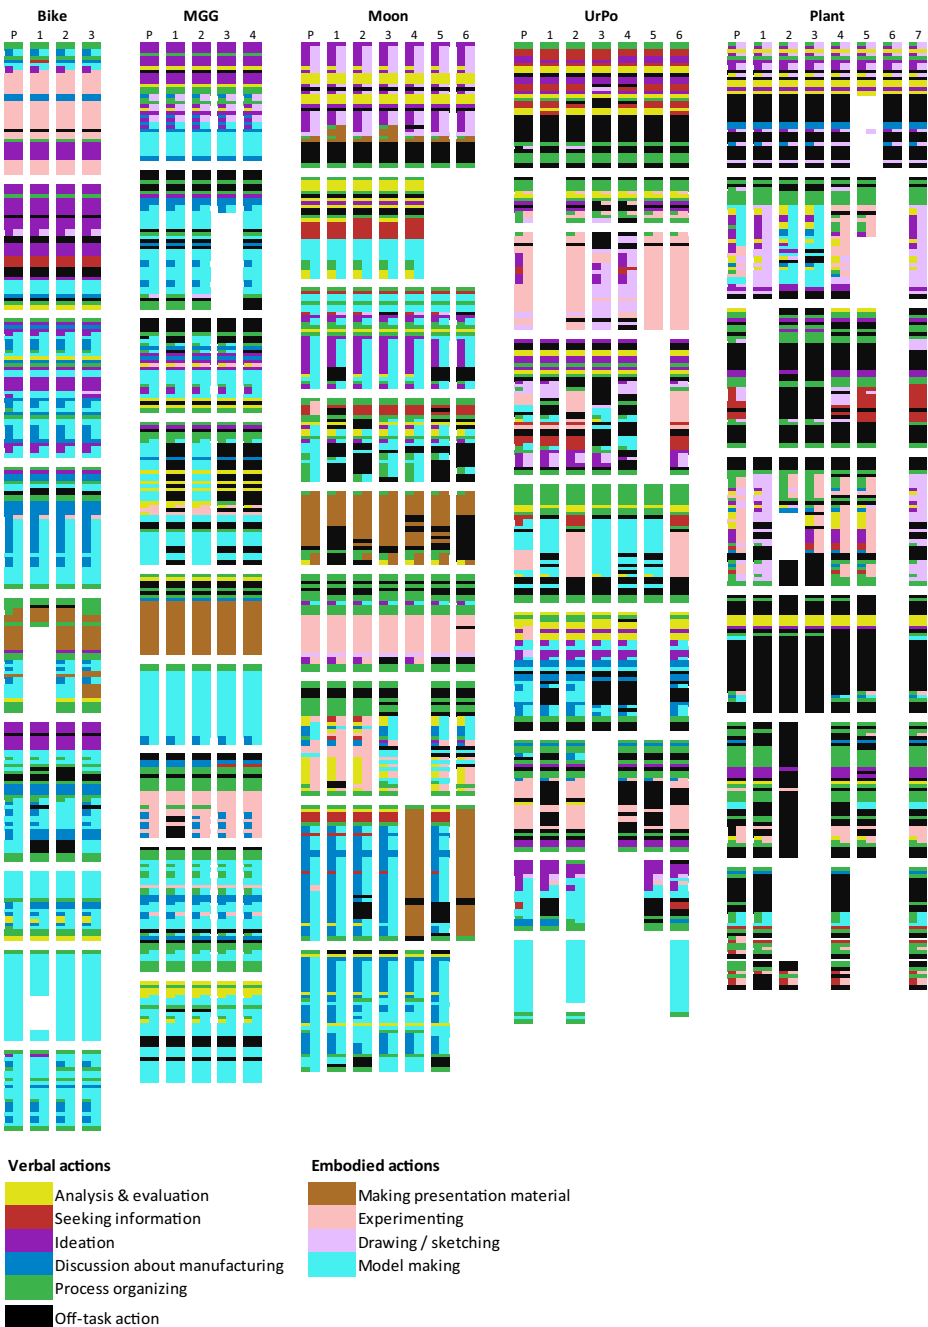 Bike MGG Moon UrPo Plant
P 1 2 3 P 1 2 3 4 P 1 2 3 4 5 6 P 1 2 3 4 5 6 P 1 2 3 4 5 6 7
Verbal actions
Analysis & evaluation
Seeking information
Ideation
Discussion about manufacturing
Process organizing
Off-task action
Embodied actions
Making presentation material
Experimenting
Drawing / sketching
Model making